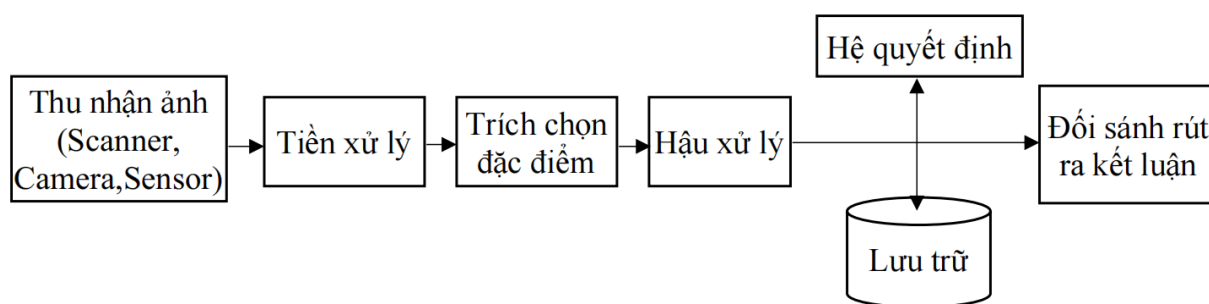 Thu nhận ảnh
(Scanner,
Camera,Sensor)
Tiền xử lý
Trích chọn
đặc điểm
Hậu xử lý
Hệ quyết định
Lưu trữ
Đối sánh rút
ra kết luận